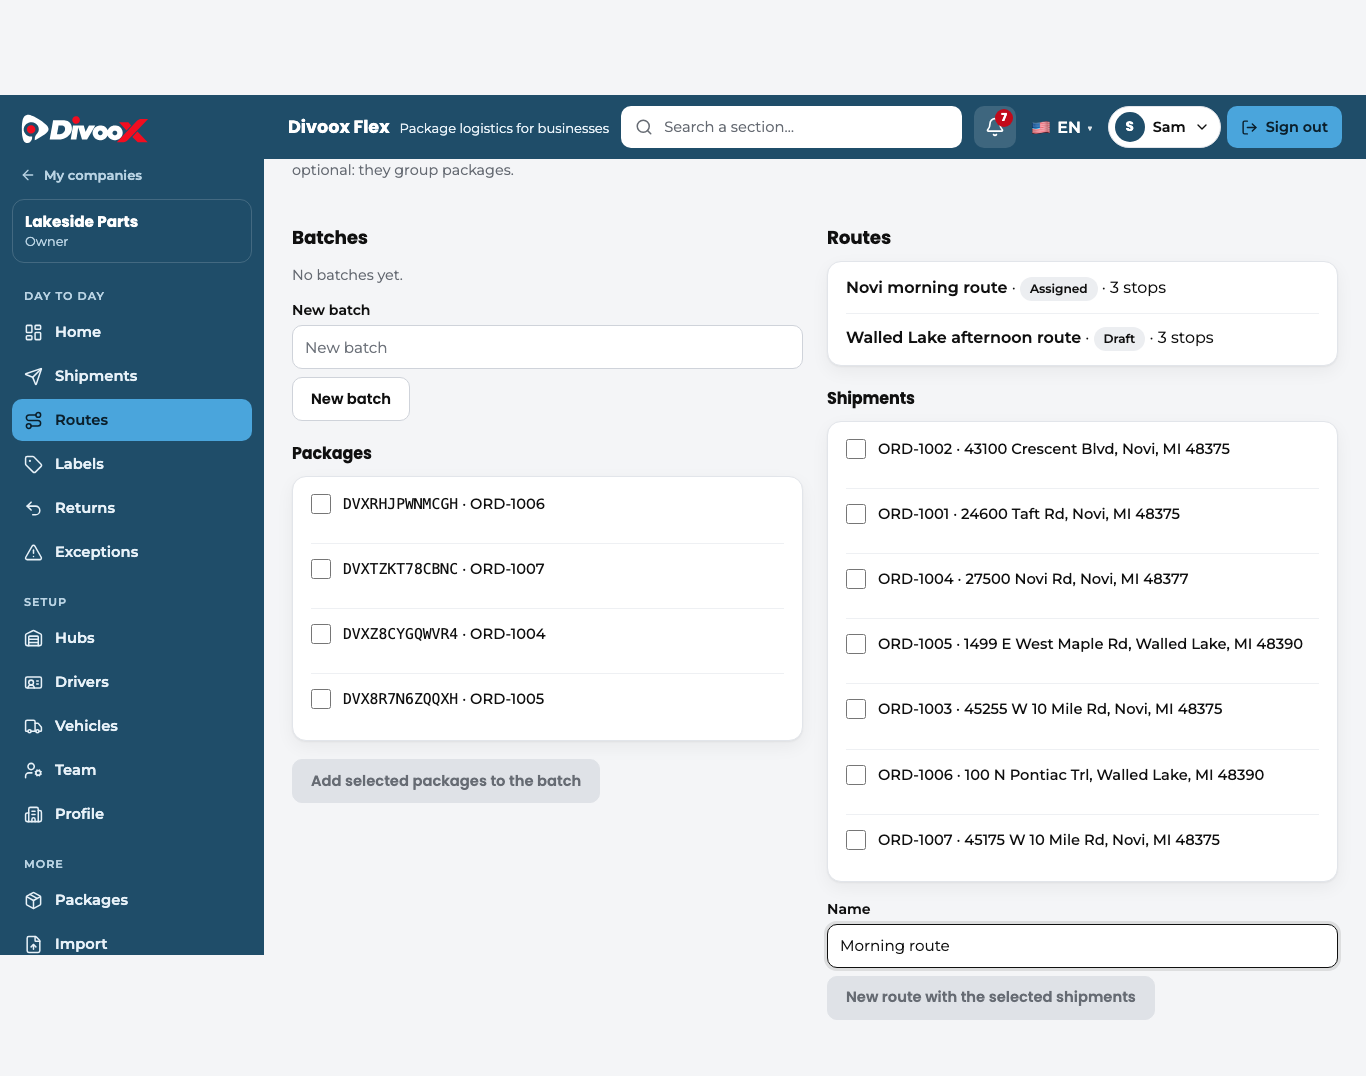 DivooX
Divoox Flex Package logistics for businesses
Search a section...
7
EN
S
Sam
Sign out
My companies
Lakeside Parts
Owner
DAY TO DAY
Home
Shipments
Routes
Labels
Returns
Exceptions
SETUP
Hubs
Drivers
Vehicles
Team
Profile
MORE
Packages
Import
optional: they group packages.
Batches
No batches yet.
New batch
New batch
New batch
Packages
DVXRHJPWNMCGH · ORD-1006
DVXTZKT78CBNC · ORD-1007
DVXZ8CYGQWVR4 · ORD-1004
DVX8R7N6ZQQXH · ORD-1005
Add selected packages to the batch
Routes
Novi morning route · Assigned · 3 stops
Walled Lake afternoon route · Draft · 3 stops
Shipments
ORD-1002 · 43100 Crescent Blvd, Novi, MI 48375
ORD-1001 · 24600 Taft Rd, Novi, MI 48375
ORD-1004 · 27500 Novi Rd, Novi, MI 48377
ORD-1005 · 1499 E West Maple Rd, Walled Lake, MI 48390
ORD-1003 · 45255 W 10 Mile Rd, Novi, MI 48375
ORD-1006 · 100 N Pontiac Trl, Walled Lake, MI 48390
ORD-1007 · 45175 W 10 Mile Rd, Novi, MI 48375
Name
Morning route
New route with the selected shipments